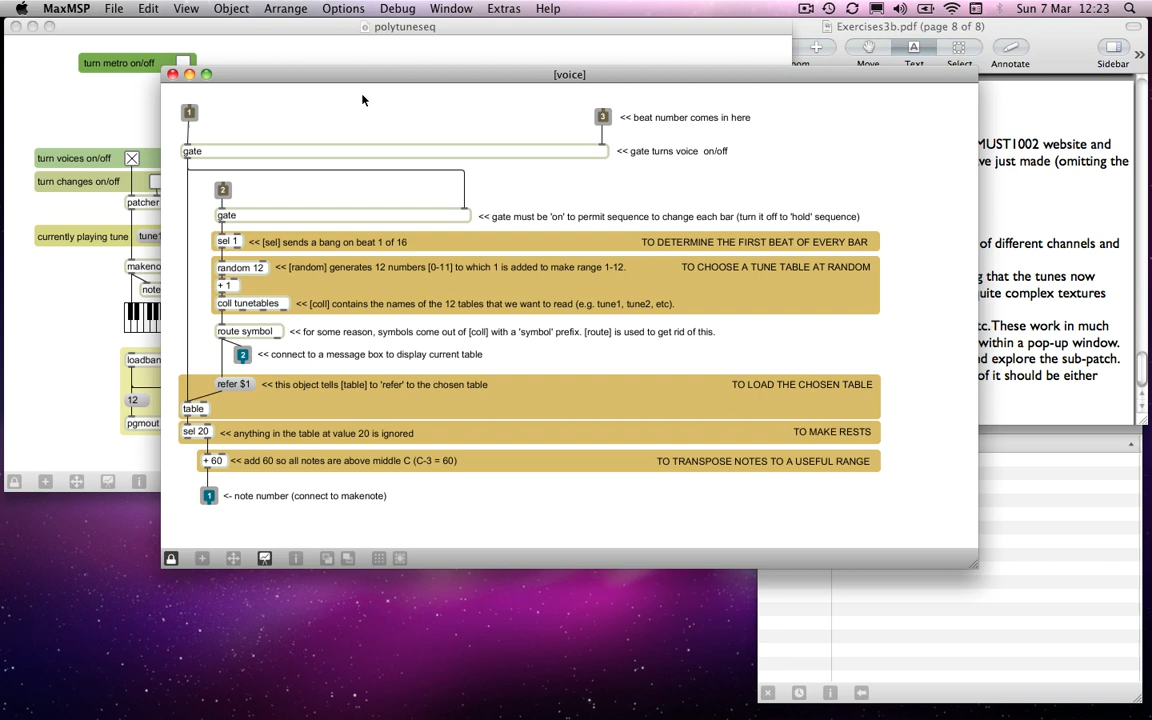 MaxMSP File Edit View Object Arrange Options Debug Window Extras Help Sun 7 Mar 12:23
polytuneseq
Exercises3b.pdf (page 8 of 8)
Move Text Select Annotate Sidebar
turn metro on/off
[voice]
1
3 << beat number comes in here
gate << gate turns voice on/off
turn voices on/off
turn changes on/off
patcher
currently playing tune tune1
makeno
note
loadban
12
pgmout
2
gate << gate must be 'on' to permit sequence to change each bar (turn it off to 'hold' sequence)
sel 1 << [sel] sends a bang on beat 1 of 16 TO DETERMINE THE FIRST BEAT OF EVERY BAR
random 12 << [random] generates 12 numbers [0-11] to which 1 is added to make range 1-12. TO CHOOSE A TUNE TABLE AT RANDOM
+ 1
coll tunetables << [coll] contains the names of the 12 tables that we want to read (e.g. tune1, tune2, etc).
route symbol << for some reason, symbols come out of [coll] with a 'symbol' prefix. [route] is used to get rid of this.
2 << connect to a message box to display current table
refer $1 << this object tells [table] to 'refer' to the chosen table TO LOAD THE CHOSEN TABLE
table
sel 20 << anything in the table at value 20 is ignored TO MAKE RESTS
+ 60 << add 60 so all notes are above middle C (C-3 = 60) TO TRANSPOSE NOTES TO A USEFUL RANGE
1 <- note number (connect to makenote)
MUST1002 website and
ve just made (omitting the
of different channels and
g that the tunes now
uite complex textures
tc.These work in much
within a pop-up window.
d explore the sub-patch.
of it should be either